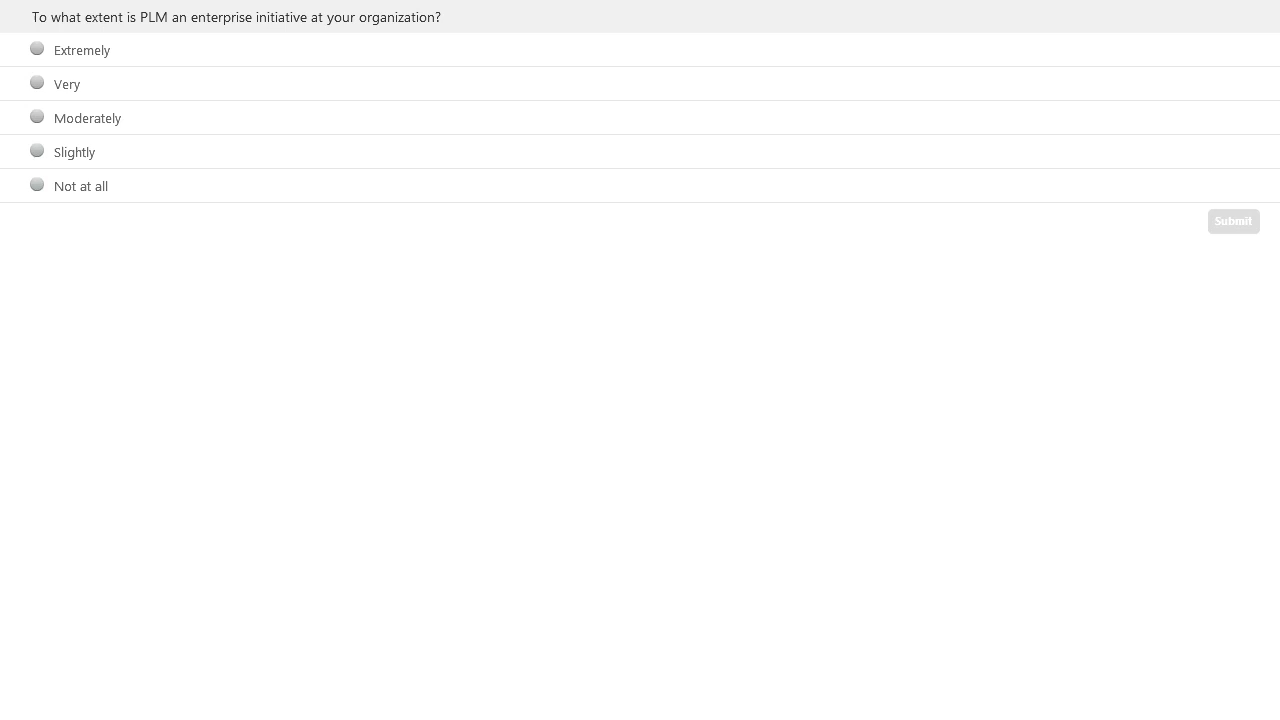 To what extent is PLM an enterprise initiative at your organization?
Extremely
Very
Moderately
Slightly
Not at all
Submit